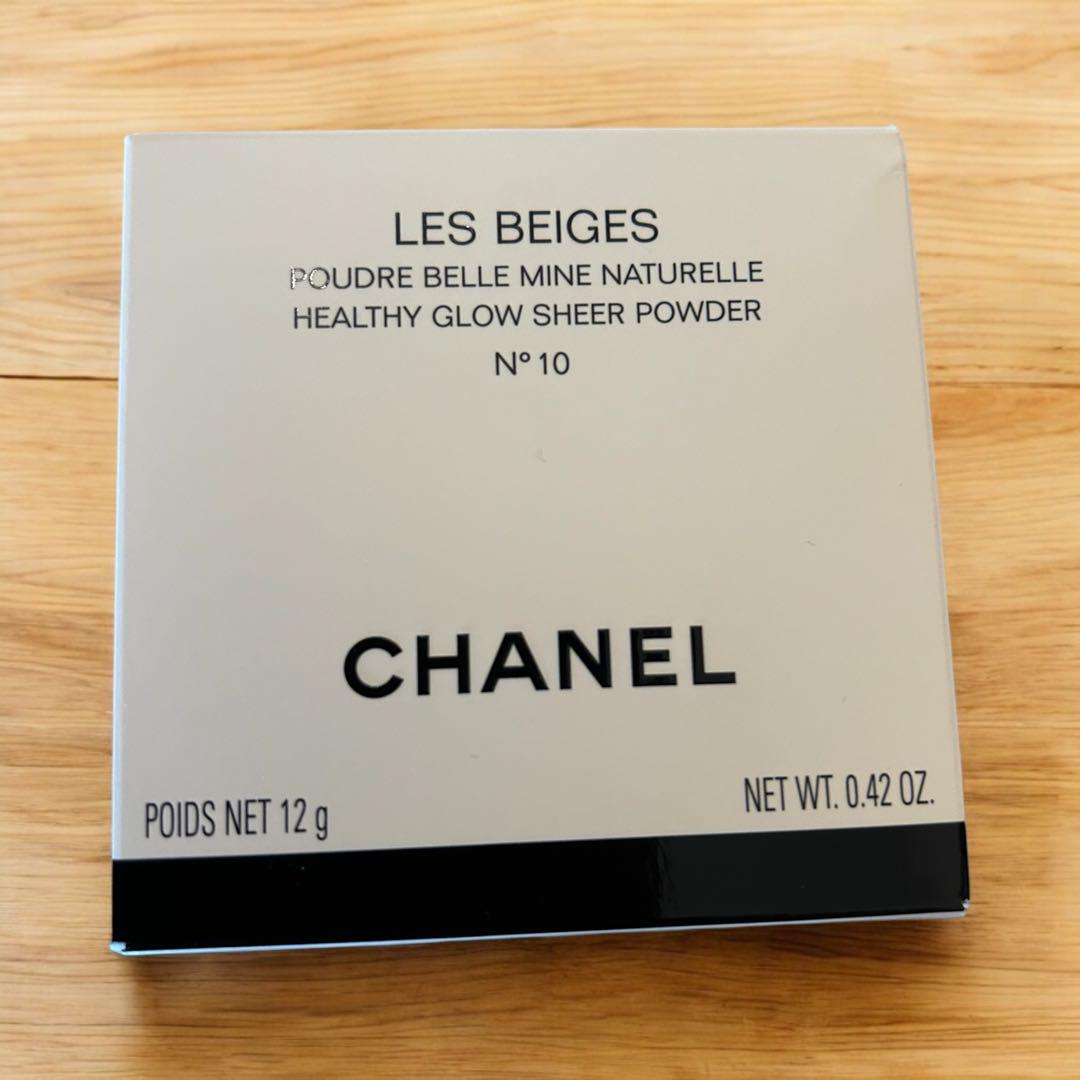 LES BEIGES
POUDRE BELLE MINE NATURELLE
HEALTHY GLOW SHEER POWDER
N° 10
CHANEL
POIDS NET 12 g
NET WT. 0.42 OZ.